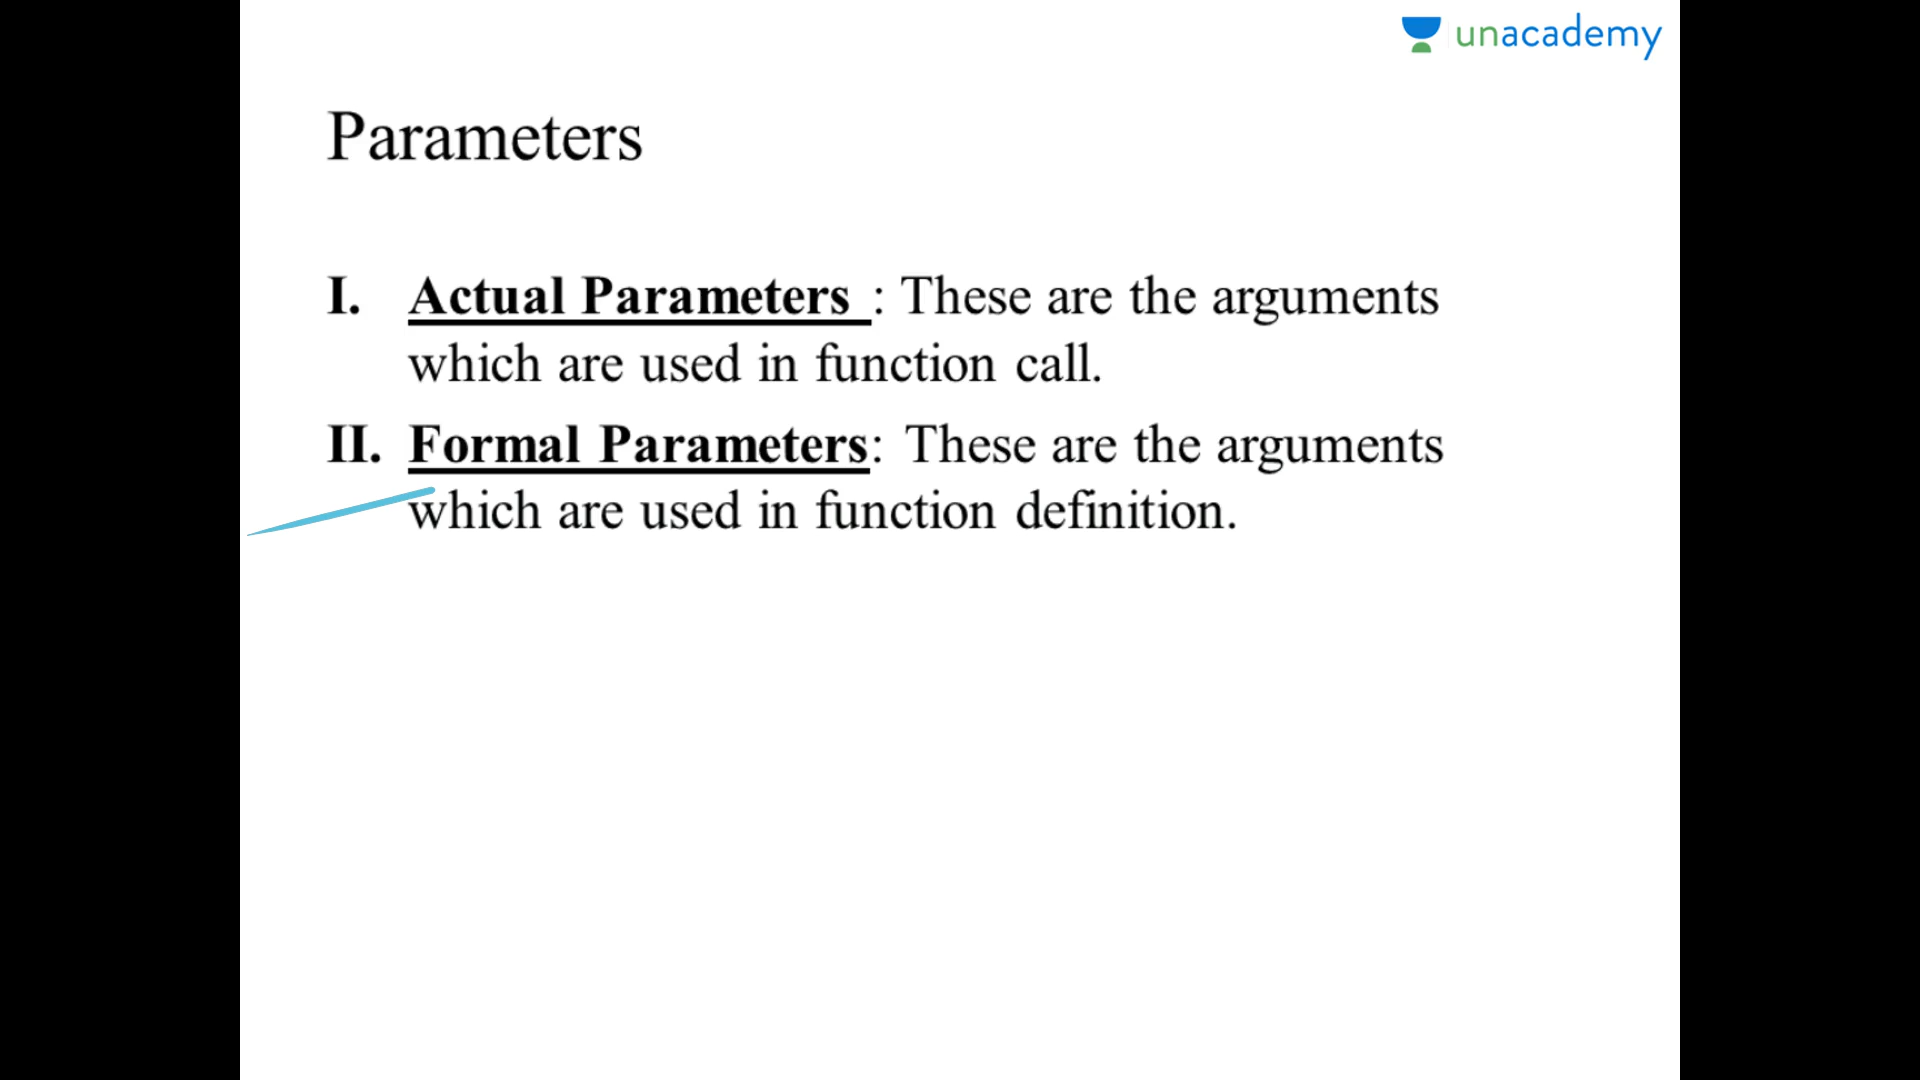 unacademy
Parameters
I. Actual Parameters : These are the arguments
which are used in function call.
II. Formal Parameters: These are the arguments
which are used in function definition.